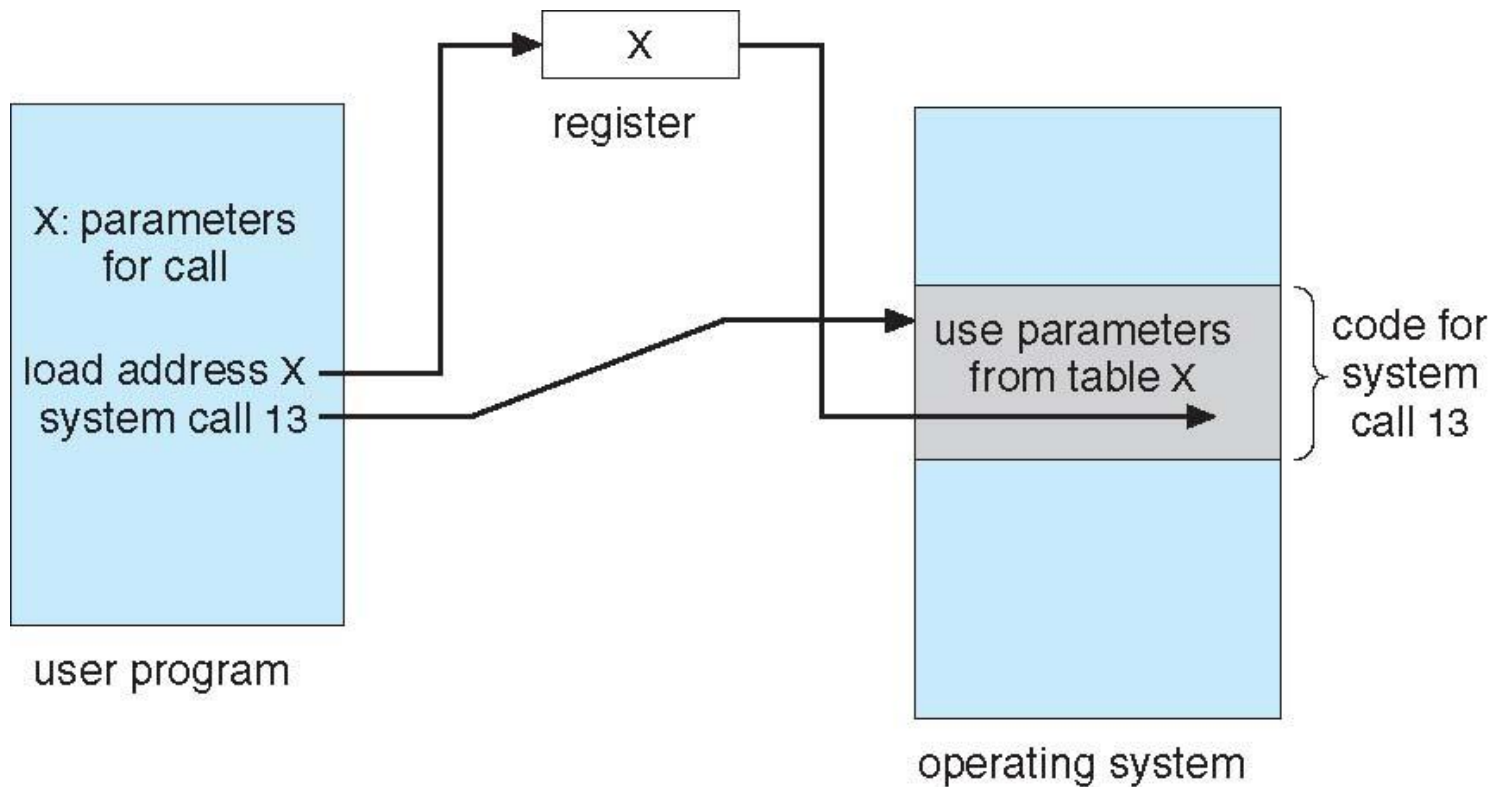 X
register
X: parameters
for call
load address X
system call 13
user program
use parameters
from table X
code for
system
call 13
operating system